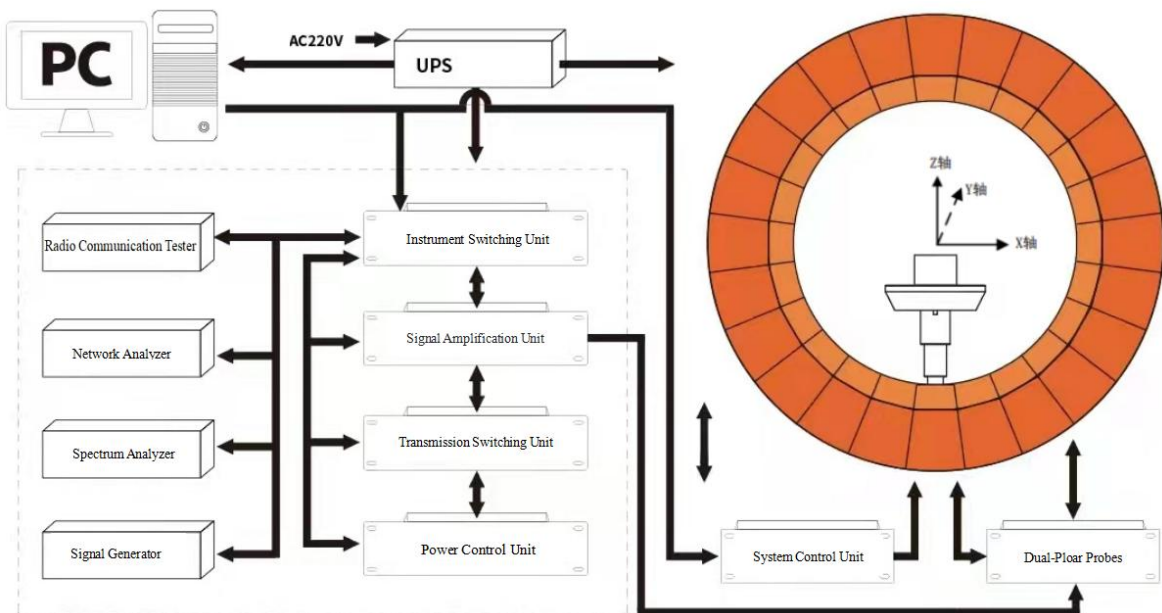 PC
AC220V
UPS
Z轴
Y轴
X轴
Radio Communication Tester
Instrument Switching Unit
Network Analyzer
Signal Amplification Unit
Spectrum Analyzer
Transmission Switching Unit
Signal Generator
Power Control Unit
System Control Unit
Dual-Ploar Probes